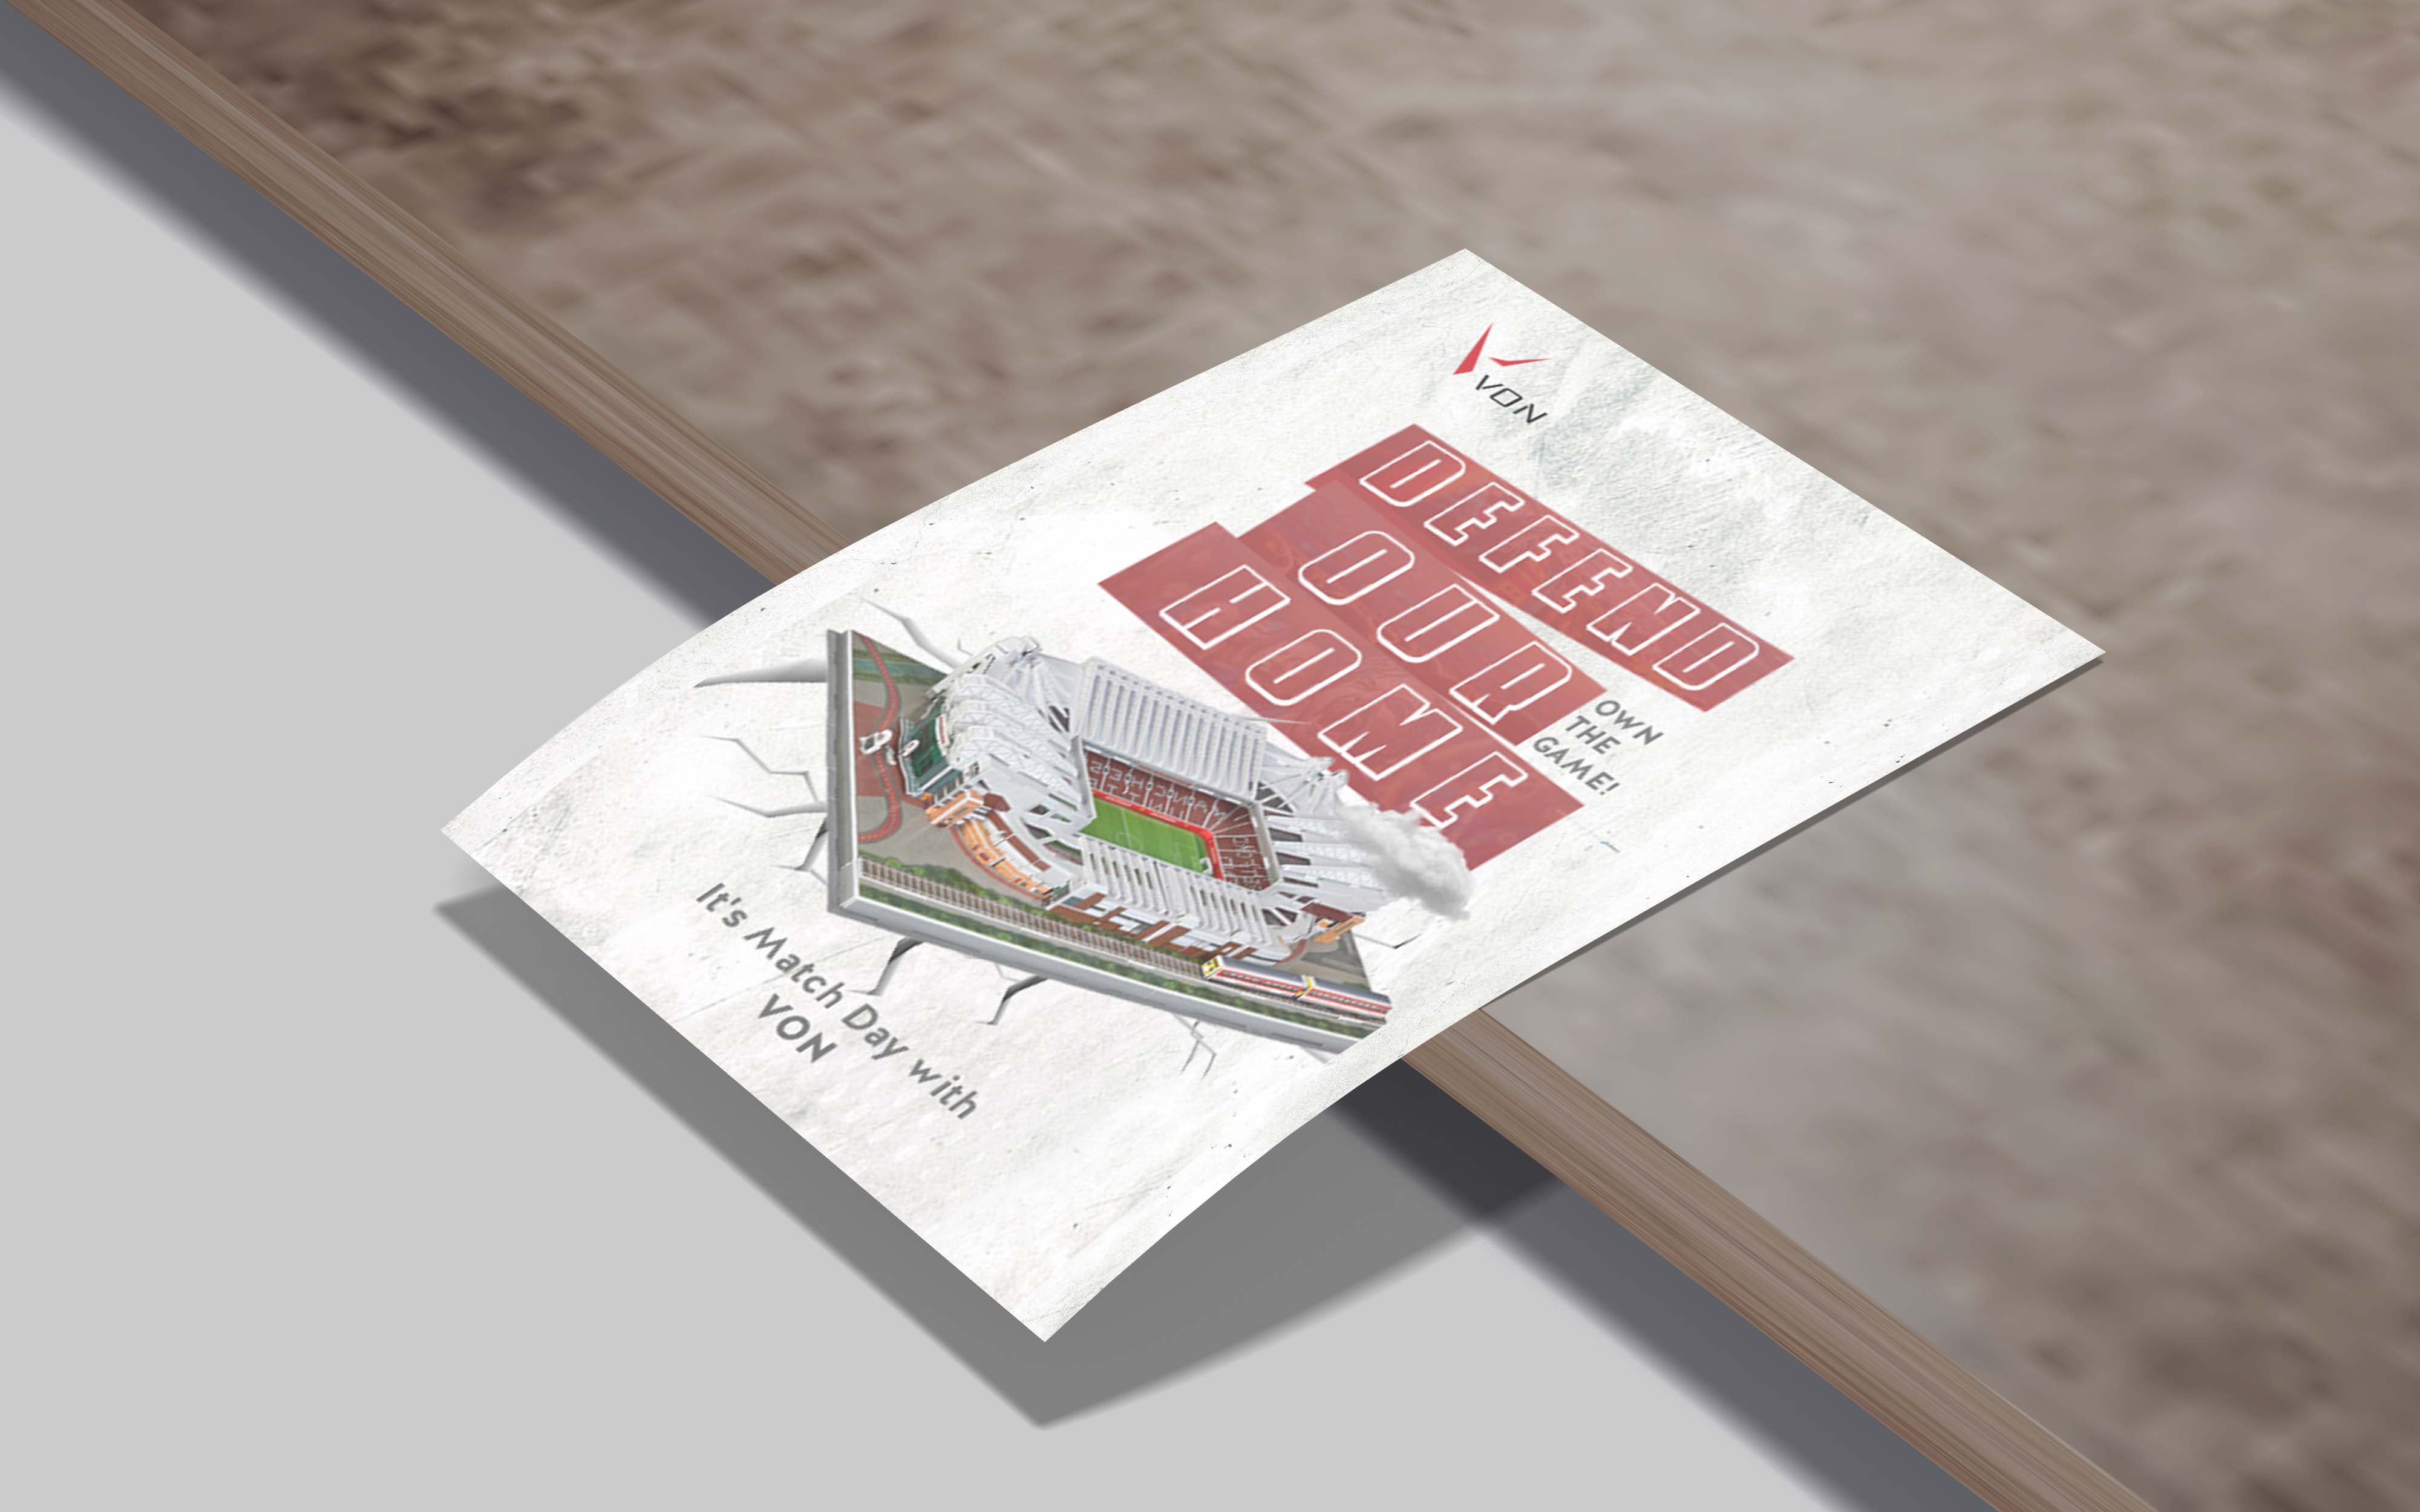 VON
DEFEND
OUR
HOME
OWN
THE
GAME!
It's Match Day with
VON